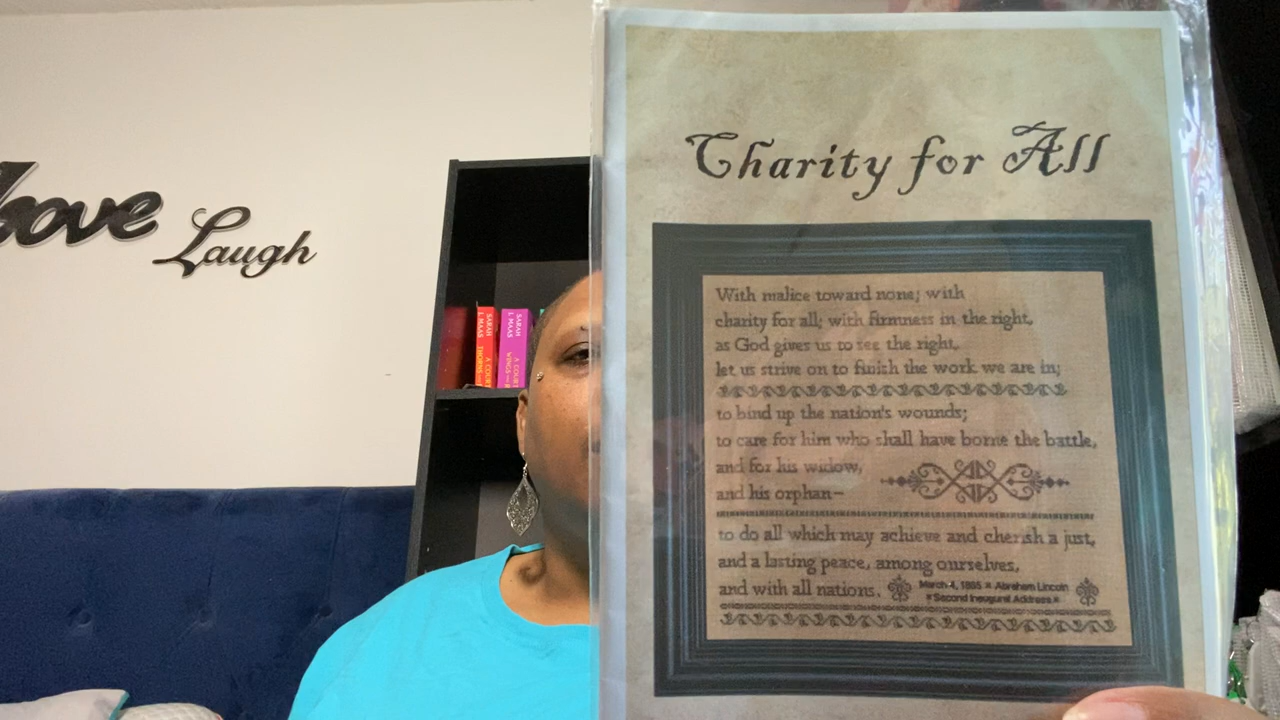 Love
Laugh
SARAH J. MAAS
A COURT
THORNS
SARAH J. MAAS
A COURT
WINGS
Charity for All
With malice toward none; with
charity for all; with firmness in the right,
as God gives us to see the right,
let us strive on to finish the work we are in;
to bind up the nation's wounds;
to care for him who shall have borne the battle,
and for his widow,
and his orphan-
to do all which may achieve and cherish a just,
and a lasting peace, among ourselves,
and with all nations.
March 4, 1865 Abraham Lincoln
Second Inaugural Address